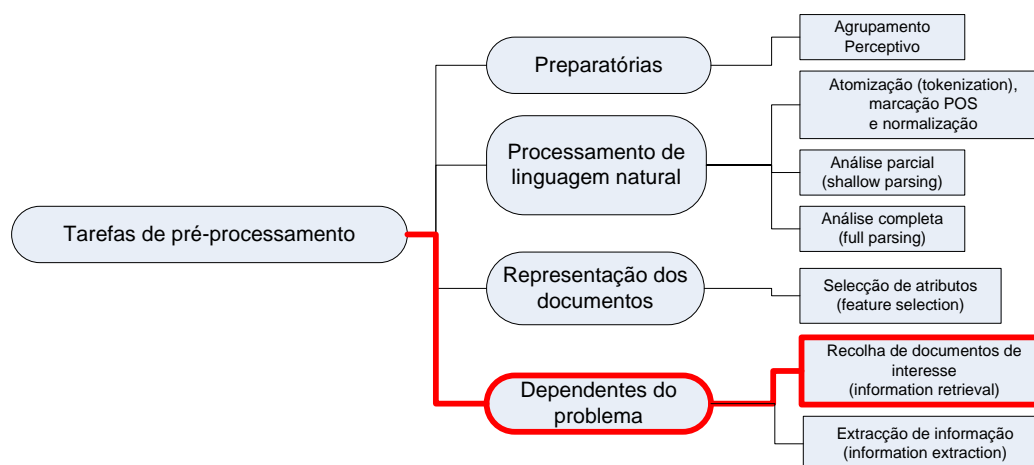 Tarefas de pré-processamento
Preparatórias
Agrupamento
Perceptivo
Processamento de
linguagem natural
Atomização (tokenization),
marcação POS
e normalização
Análise parcial
(shallow parsing)
Análise completa
(full parsing)
Representação dos
documentos
Selecção de atributos
(feature selection)
Dependentes do
problema
Recolha de documentos de
interesse
(information retrieval)
Extracção de informação
(information extraction)